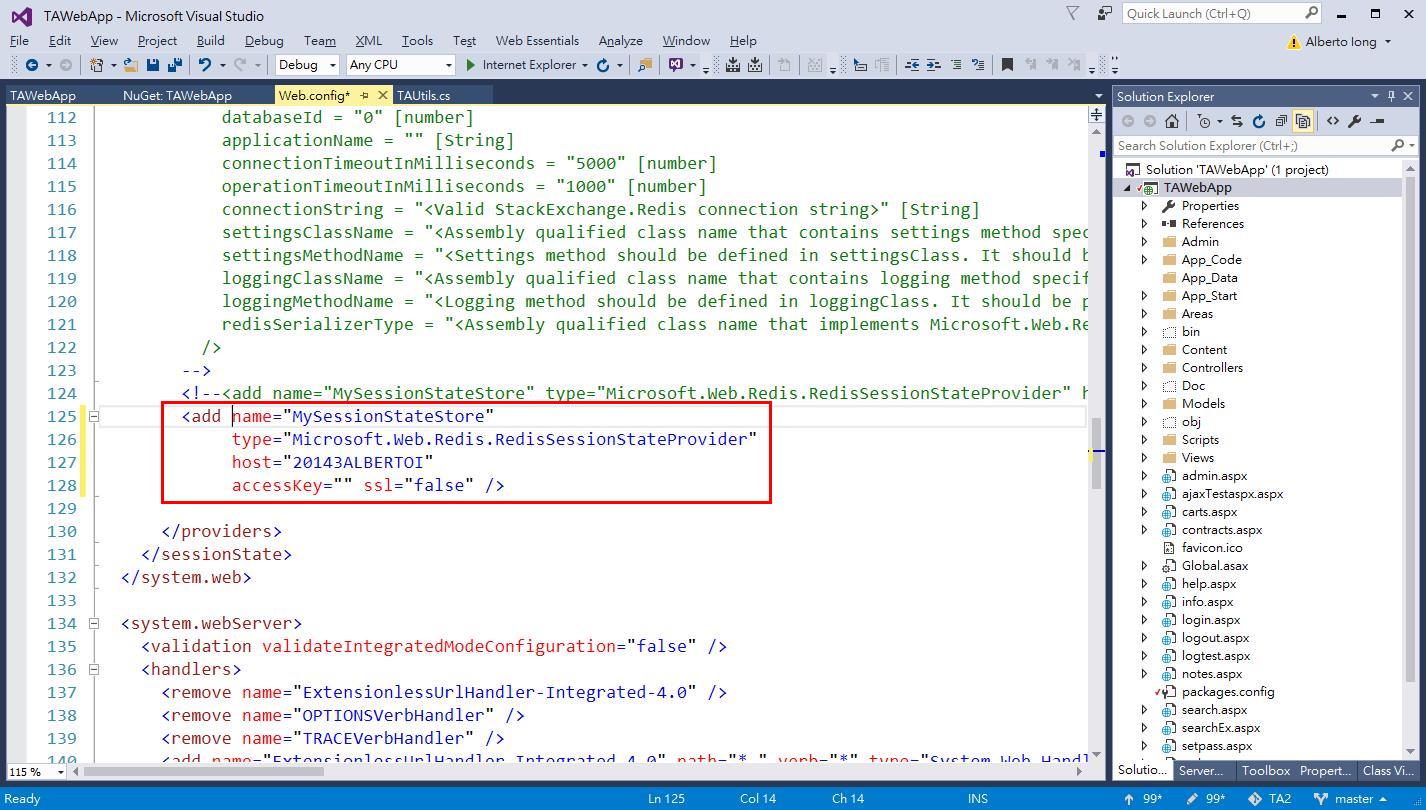 TAWebApp - Microsoft Visual Studio
Quick Launch (Ctrl+Q)
File Edit View Project Build Debug Team XML Tools Test Web Essentials Analyze Window Help
Alberto Iong
Debug Any CPU Internet Explorer
TAWebApp NuGet: TAWebApp Web.config* TAUtils.cs
112 databaseId = "0" [number]
113 applicationName = "" [String]
114 connectionTimeoutInMilliseconds = "5000" [number]
115 operationTimeoutInMilliseconds = "1000" [number]
116 connectionString = "<Valid StackExchange.Redis connection string>" [String]
117 settingsClassName = "<Assembly qualified class name that contains settings method spec
118 settingsMethodName = "<Settings method should be defined in settingsClass. It should b
119 loggingClassName = "<Assembly qualified class name that contains logging method specif
120 loggingMethodName = "<Logging method should be defined in loggingClass. It should be p
121 redisSerializerType = "<Assembly qualified class name that implements Microsoft.Web.Re
122 />
123 -->
124 <!--<add name="MySessionStateStore" type="Microsoft.Web.Redis.RedisSessionStateProvider" h
125 <add name="MySessionStateStore"
126 type="Microsoft.Web.Redis.RedisSessionStateProvider"
127 host="20143ALBERTOI"
128 accessKey="" ssl="false" />
129
130 </providers>
131 </sessionState>
132 </system.web>
133
134 <system.webServer>
135 <validation validateIntegratedModeConfiguration="false" />
136 <handlers>
137 <remove name="ExtensionlessUrlHandler-Integrated-4.0" />
138 <remove name="OPTIONSVerbHandler" />
139 <remove name="TRACEVerbHandler" />
140 <add name="ExtensionlessUrlHandler-Integrated-4.0" path="*." verb="*" type="System.Web.Handl
115 %
Solution Explorer
Search Solution Explorer (Ctrl+;)
Solution 'TAWebApp' (1 project)
TAWebApp
Properties
References
Admin
App_Code
App_Data
App_Start
Areas
bin
Content
Controllers
Doc
Models
obj
Scripts
Views
admin.aspx
ajaxTestaspx.aspx
carts.aspx
contracts.aspx
favicon.ico
Global.asax
help.aspx
info.aspx
login.aspx
logout.aspx
logtest.aspx
notes.aspx
packages.config
search.aspx
searchEx.aspx
setpass.aspx
Solutio... Server... Toolbox Propert... Class Vi...
Ready Ln 125 Col 14 Ch 14 INS 99* 99* TA2 master